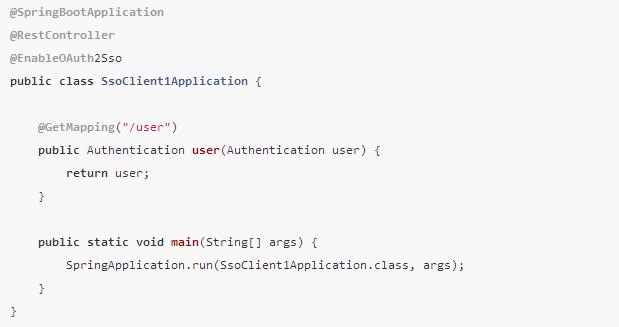 @SpringBootApplication
@RestController
@EnableOAuth2Sso
public class SsoClient1Application {
    @GetMapping("/user")
    public Authentication user(Authentication user) {
        return user;
    }
    public static void main(String[] args) {
        SpringApplication.run(SsoClient1Application.class, args);
    }
}